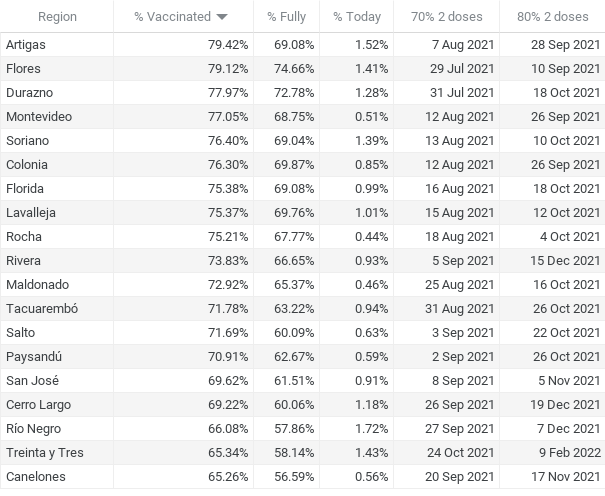 Region % Vaccinated % Fully % Today 70% 2 doses 80% 2 doses
Artigas 79.42% 69.08% 1.52% 7 Aug 2021 28 Sep 2021
Flores 79.12% 74.66% 1.41% 29 Jul 2021 10 Sep 2021
Durazno 77.97% 72.78% 1.28% 31 Jul 2021 18 Oct 2021
Montevideo 77.05% 68.75% 0.51% 12 Aug 2021 26 Sep 2021
Soriano 76.40% 69.04% 1.39% 13 Aug 2021 10 Oct 2021
Colonia 76.30% 69.87% 0.85% 12 Aug 2021 26 Sep 2021
Florida 75.38% 69.08% 0.99% 16 Aug 2021 18 Oct 2021
Lavalleja 75.37% 69.76% 1.01% 15 Aug 2021 12 Oct 2021
Rocha 75.21% 67.77% 0.44% 18 Aug 2021 4 Oct 2021
Rivera 73.83% 66.65% 0.93% 5 Sep 2021 15 Dec 2021
Maldonado 72.92% 65.37% 0.46% 25 Aug 2021 16 Oct 2021
Tacuarembó 71.78% 63.22% 0.94% 31 Aug 2021 26 Oct 2021
Salto 71.69% 60.09% 0.63% 3 Sep 2021 22 Oct 2021
Paysandú 70.91% 62.67% 0.59% 2 Sep 2021 26 Oct 2021
San José 69.62% 61.51% 0.91% 8 Sep 2021 5 Nov 2021
Cerro Largo 69.22% 60.06% 1.18% 26 Sep 2021 19 Dec 2021
Río Negro 66.08% 57.86% 1.72% 27 Sep 2021 7 Dec 2021
Treinta y Tres 65.34% 58.14% 1.43% 24 Oct 2021 9 Feb 2022
Canelones 65.26% 56.59% 0.56% 20 Sep 2021 17 Nov 2021